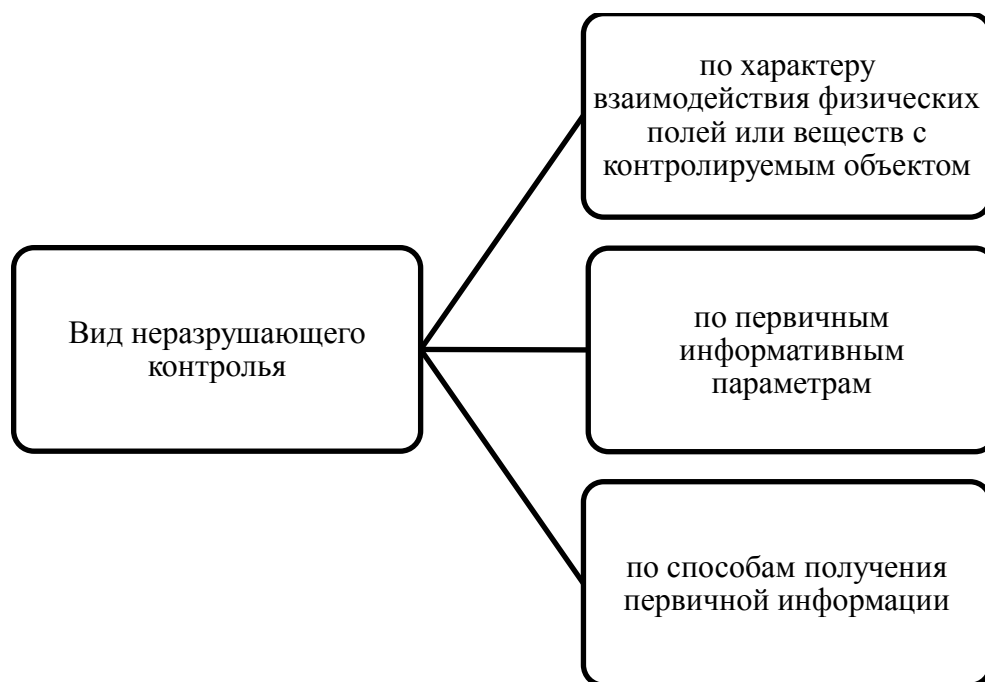 по характеру
взаимодействия физических
полей или веществ с
контролируемым объектом
Вид неразрушающего
контролья
по первичным
информативным
параметрам
по способам получения
первичной информации